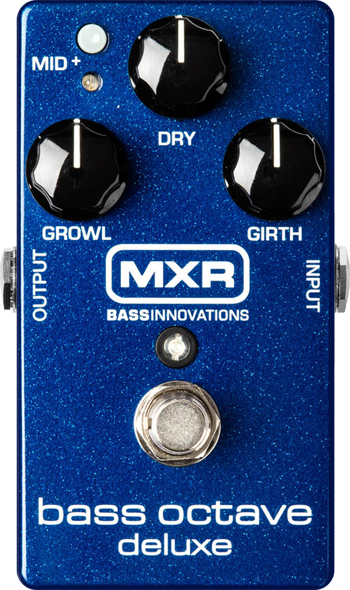 MID +
DRY
GROWL
GIRTH
OUTPUT
INPUT
MXR
BASSINNOVATIONS
bass octave
deluxe